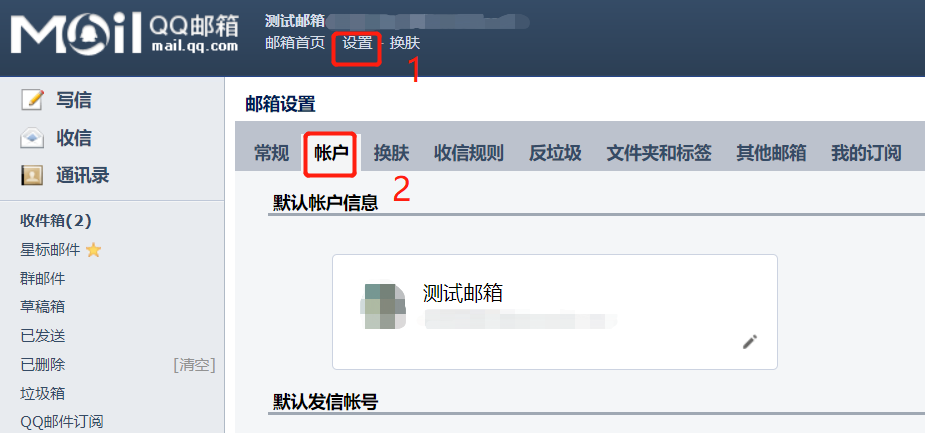 MAil QQ邮箱
mail.qq.com
测试邮箱
邮箱首页 设置 - 换肤
1
写信
收信
通讯录
收件箱(2)
星标邮件
群邮件
草稿箱
已发送
已删除 [清空]
垃圾箱
QQ邮件订阅
邮箱设置
常规 帐户 换肤 收信规则 反垃圾 文件夹和标签 其他邮箱 我的订阅
2
默认帐户信息
测试邮箱
默认发信帐号